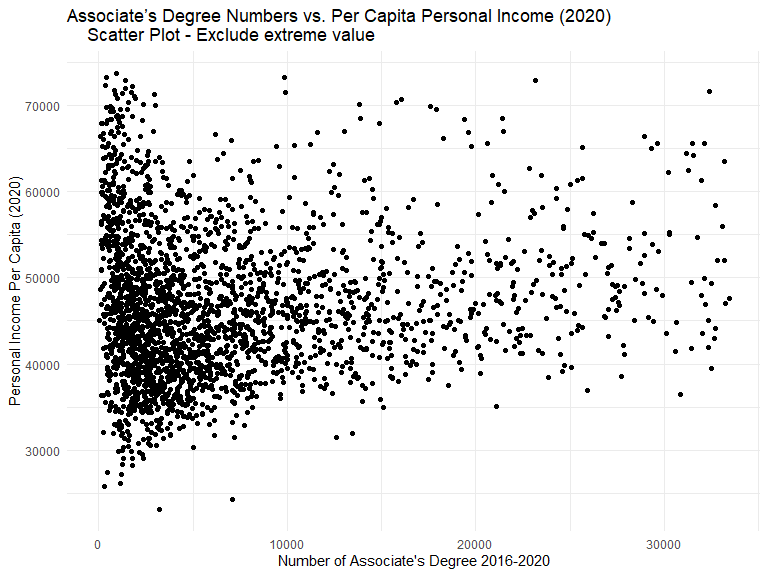 Associate’s Degree Numbers vs. Per Capita Personal Income (2020)
Scatter Plot - Exclude extreme value
Personal Income Per Capita (2020)
70000
60000
50000
40000
30000
0
10000
20000
30000
Number of Associate's Degree 2016-2020